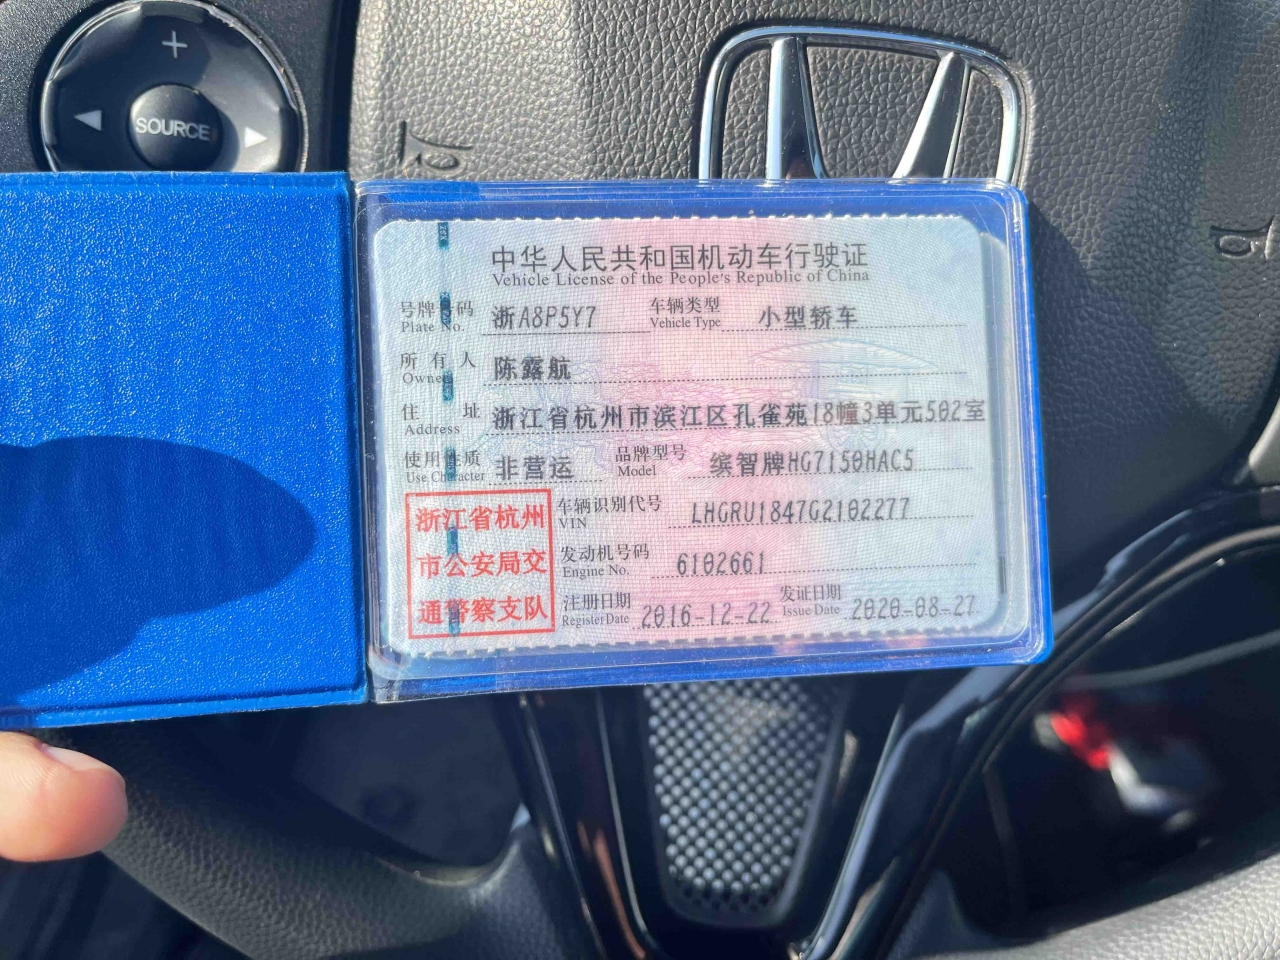 SOURCE
中华人民共和国机动车行驶证
Vehicle License of the People's Republic of China
号牌号码 浙A8P5Y7 车辆类型 小型轿车
Plate No. Vehicle Type
所有人 陈露航
Owner
住址 浙江省杭州市滨江区孔雀苑18幢3单元502室
Address
使用性质 非营运 品牌型号 缤智牌HG7150HAC5
Use Character Model
车辆识别代号 LHGRU1847G2102277
VIN
发动机号码 6102661
Engine No.
注册日期 2016-12-22 发证日期 2020-08-27
Register Date Issue Date
浙江省杭州
市公安局交
通警察支队